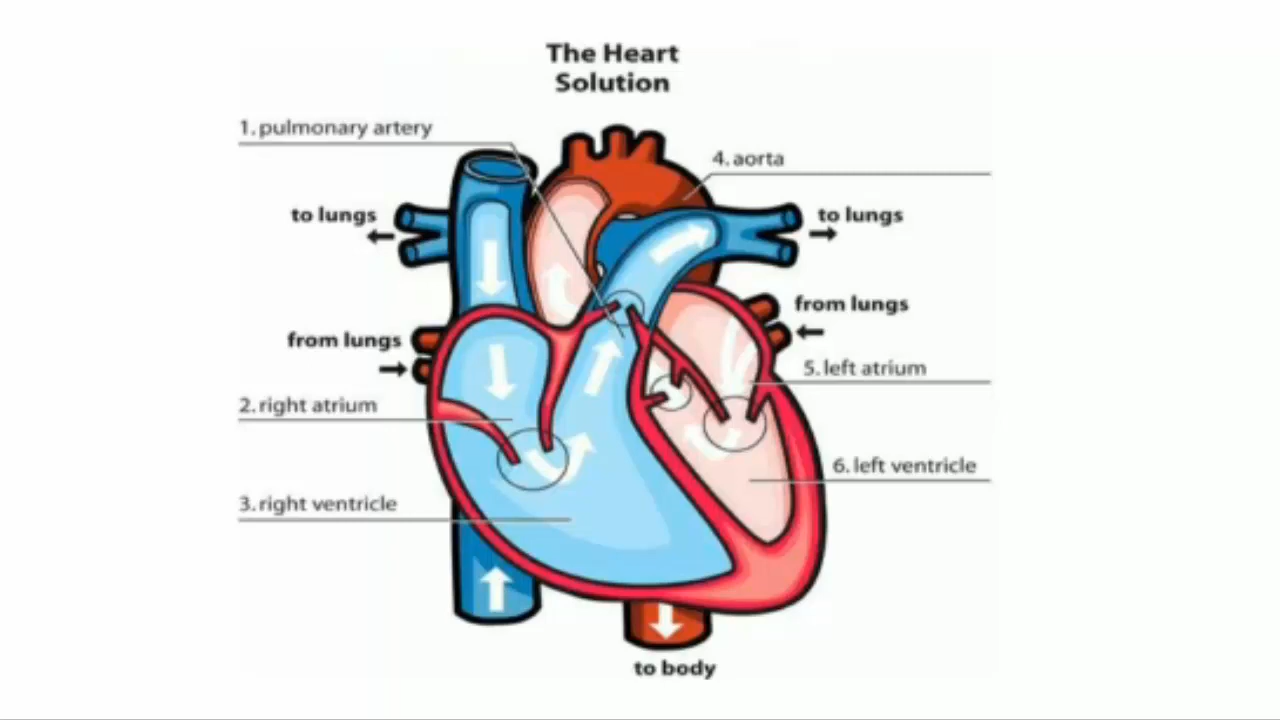 The Heart
Solution
1. pulmonary artery
4. aorta
to lungs
to lungs
from lungs
from lungs
5. left atrium
2. right atrium
6. left ventricle
3. right ventricle
to body